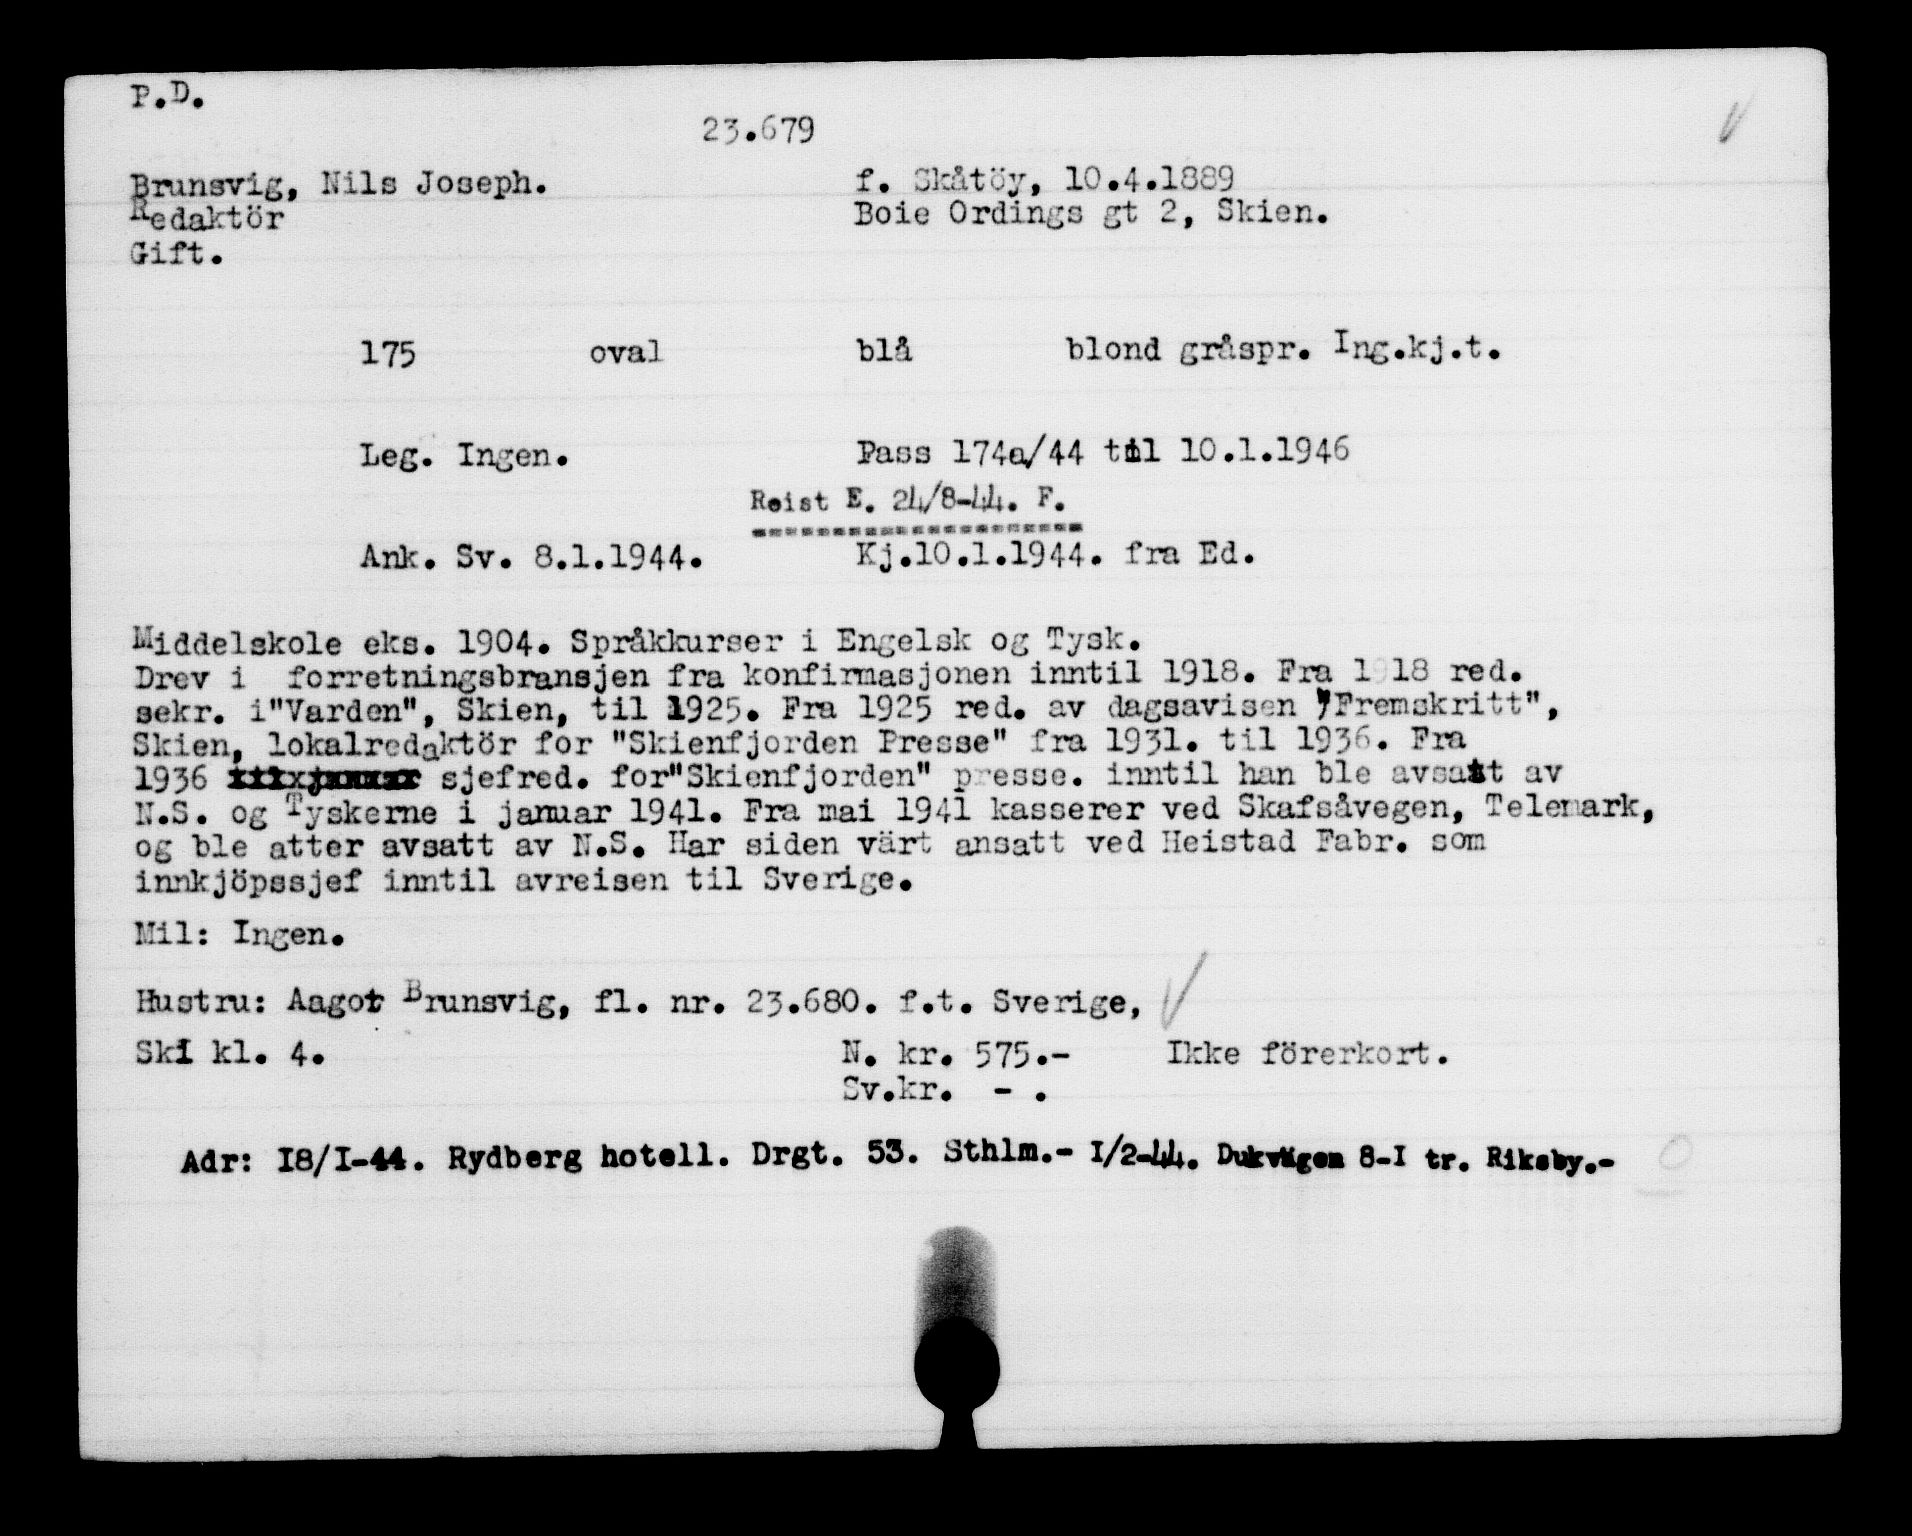 P.D.
23.679
Brunsvig, Nils Joseph. f. Skåtöy, 10.4.1889
Redaktör Boie Ordings gt 2, Skien.
Gift.
175 oval blå blond gråspr. Ing.kj.t.
Leg. Ingen. Pass 174a/44 til 10.1.1946
Reist E. 24/8-44. F.
Ank. Sv. 8.1.1944. Kj.10.1.1944. fra Ed.
Middelskole eks. 1904. Språkkurser i Engelsk og Tysk.
Drev i forretningsbransjen fra konfirmasjonen inntil 1918. Fra 1918 red.
sekr. i"Varden", Skien, til 1925. Fra 1925 red. av dagsavisen "Fremskritt",
Skien, lokalredaktör for "Skienfjorden Presse" fra 1931. til 1936. Fra
1936 sjefred. for"Skienfjorden" presse. inntil han ble avsatt av
N.S. og Tyskerne i januar 1941. Fra mai 1941 kasserer ved Skafsåvegen, Telemark,
og ble atter avsatt av N.S. Har siden värt ansatt ved Heistad Fabr. som
innkjöpssjef inntil avreisen til Sverige.
Mil: Ingen.
Hustru: Aagot Brunsvig, fl. nr. 23.680. f.t. Sverige,
Ski kl. 4. N. kr. 575.- Ikke förerkort.
Sv.kr. - .
Adr: I8/I-44. Rydberg hotell. Drgt. 53. Sthlm.- I/2-44. Dukvägen 8-I tr. Riksby.-